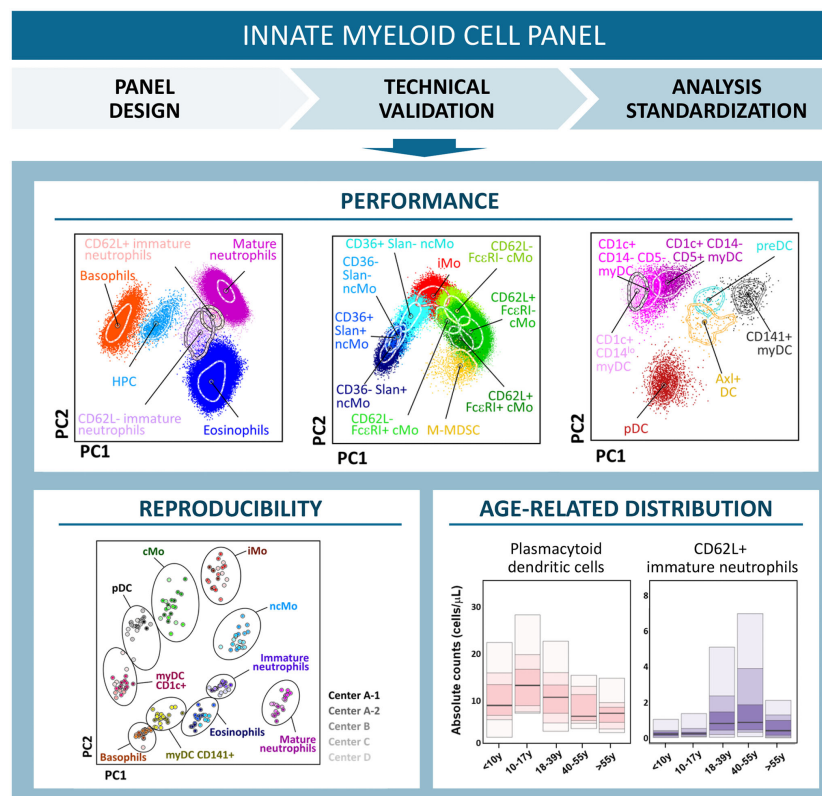 INNATE MYELOID CELL PANEL
PANEL
DESIGN
TECHNICAL
VALIDATION
ANALYSIS
STANDARDIZATION
PERFORMANCE
CD62L+ immature
neutrophils
Mature
neutrophils
Basophils
HPC
CD62L- immature
neutrophils
Eosinophils
PC2
PC1
CD36+ Slan- ncMo
CD62L-
FcεRI- cMo
CD36-
Slan-
ncMo
iMo
CD62L+
FcεRI-
cMo
CD36+
Slan+
ncMo
CD36- Slan+
ncMo
CD62L+
FcεRI+ cMo
CD62L-
FcεRI+ cMo
M-MDSC
PC2
PC1
CD1c+
CD14- CD5-
myDC
CD1c+ CD14-
CD5+ myDC
preDC
CD1c+
CD14lo
myDC
CD141+
myDC
Axl+
DC
pDC
PC2
PC1
REPRODUCIBILITY
cMo
iMo
pDC
ncMo
Immature
neutrophils
myDC
CD1c+
Center A-1
Center A-2
Center B
Center C
Center D
Eosinophils
Mature
neutrophils
Basophils
myDC CD141+
PC2
PC1
AGE-RELATED DISTRIBUTION
Plasmacytoid
dendritic cells
CD62L+
immature neutrophils
Absolute counts (cells/μL)
30
20
10
0
<10y
10-17y
18-39y
40-55y
>55y
8
6
4
2
0
<10y
10-17y
18-39y
40-55y
>55y